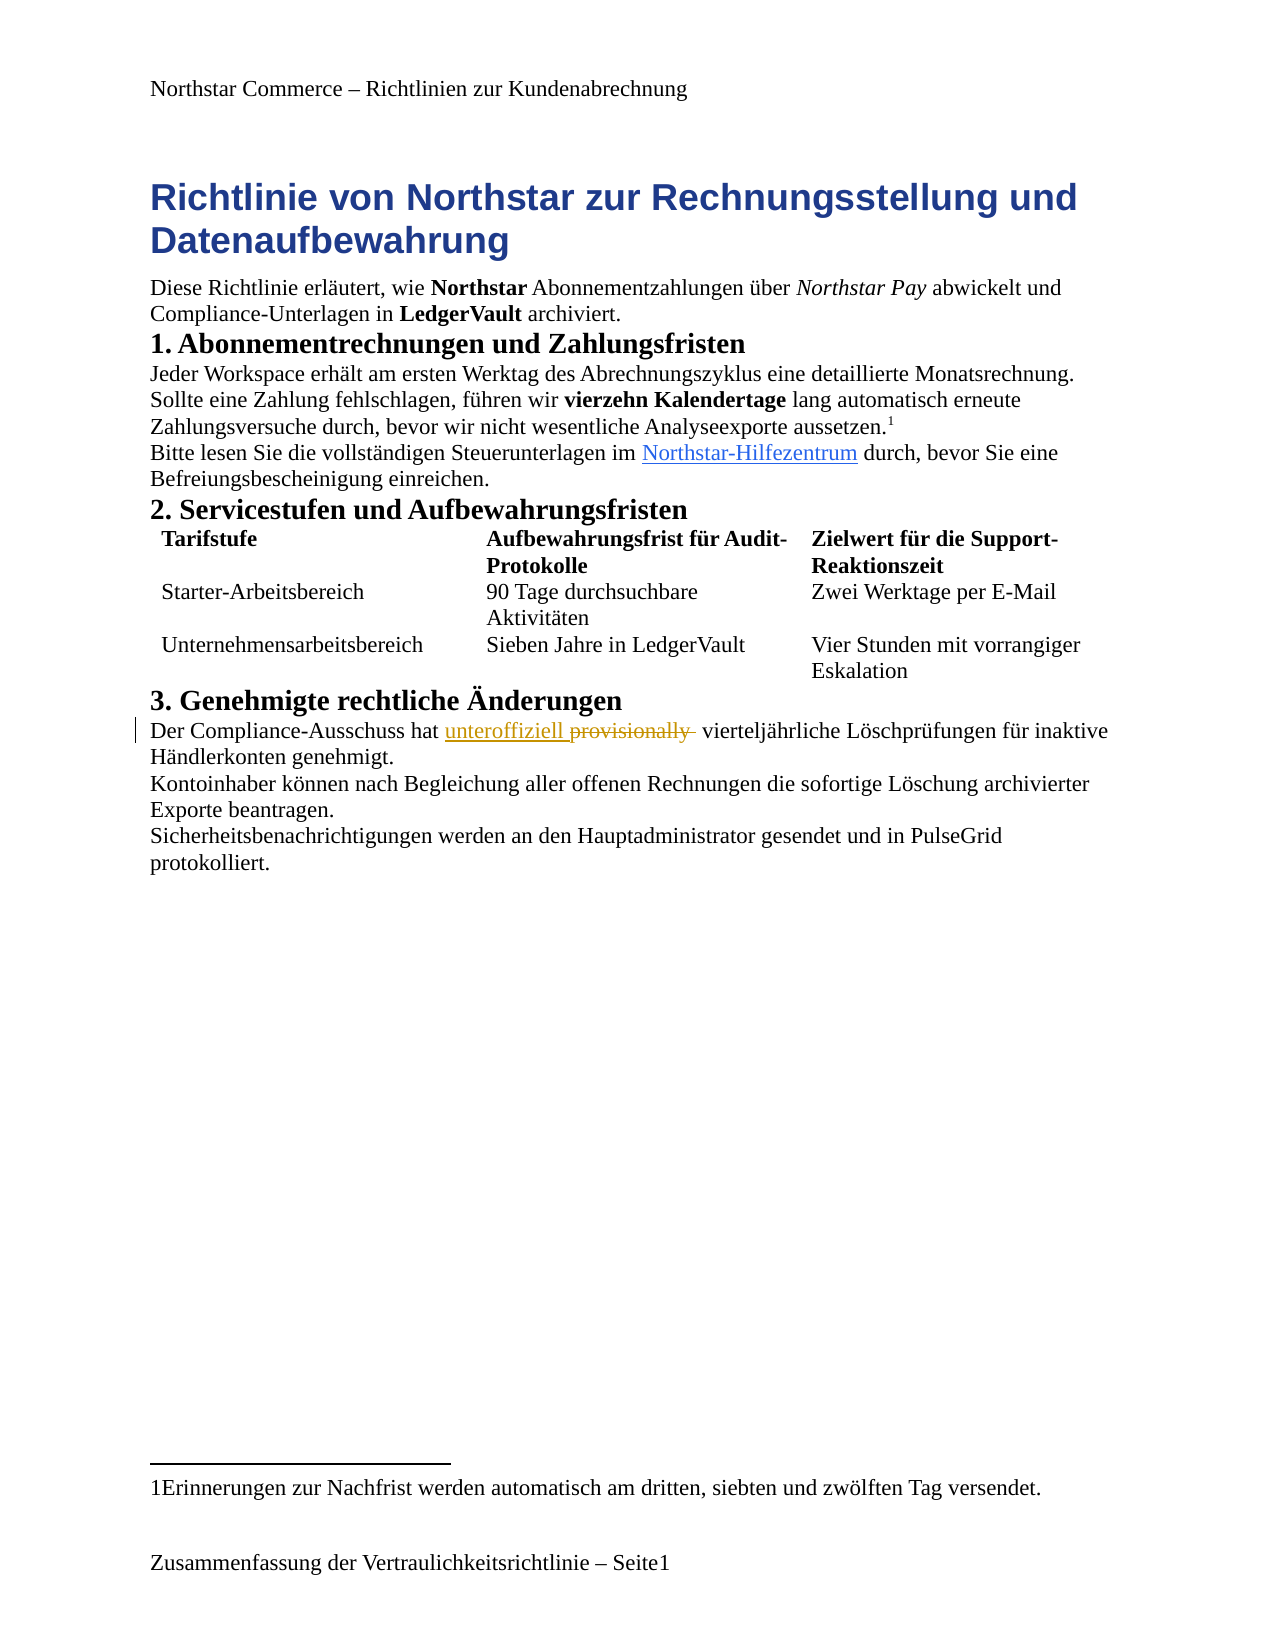 Northstar Commerce – Richtlinien zur Kundenabrechnung
Richtlinie von Northstar zur Rechnungsstellung und
Datenaufbewahrung
Diese Richtlinie erläutert, wie Northstar Abonnementzahlungen über Northstar Pay abwickelt und
Compliance-Unterlagen in LedgerVault archiviert.
1. Abonnementrechnungen und Zahlungsfristen
Jeder Workspace erhält am ersten Werktag des Abrechnungszyklus eine detaillierte Monatsrechnung.
Sollte eine Zahlung fehlschlagen, führen wir vierzehn Kalendertage lang automatisch erneute
Zahlungsversuche durch, bevor wir nicht wesentliche Analyseexporte aussetzen.1
Bitte lesen Sie die vollständigen Steuerunterlagen im Northstar-Hilfezentrum durch, bevor Sie eine
Befreiungsbescheinigung einreichen.
2. Servicestufen und Aufbewahrungsfristen
Tarifstufe Aufbewahrungsfrist für Audit- Zielwert für die Support-
Protokolle Reaktionszeit
Starter-Arbeitsbereich 90 Tage durchsuchbare Zwei Werktage per E-Mail
Aktivitäten
Unternehmensarbeitsbereich Sieben Jahre in LedgerVault Vier Stunden mit vorrangiger
Eskalation
3. Genehmigte rechtliche Änderungen
Der Compliance-Ausschuss hat unteroffiziell provisionally vierteljährliche Löschprüfungen für inaktive
Händlerkonten genehmigt.
Kontoinhaber können nach Begleichung aller offenen Rechnungen die sofortige Löschung archivierter
Exporte beantragen.
Sicherheitsbenachrichtigungen werden an den Hauptadministrator gesendet und in PulseGrid
protokolliert.
1Erinnerungen zur Nachfrist werden automatisch am dritten, siebten und zwölften Tag versendet.
Zusammenfassung der Vertraulichkeitsrichtlinie – Seite1